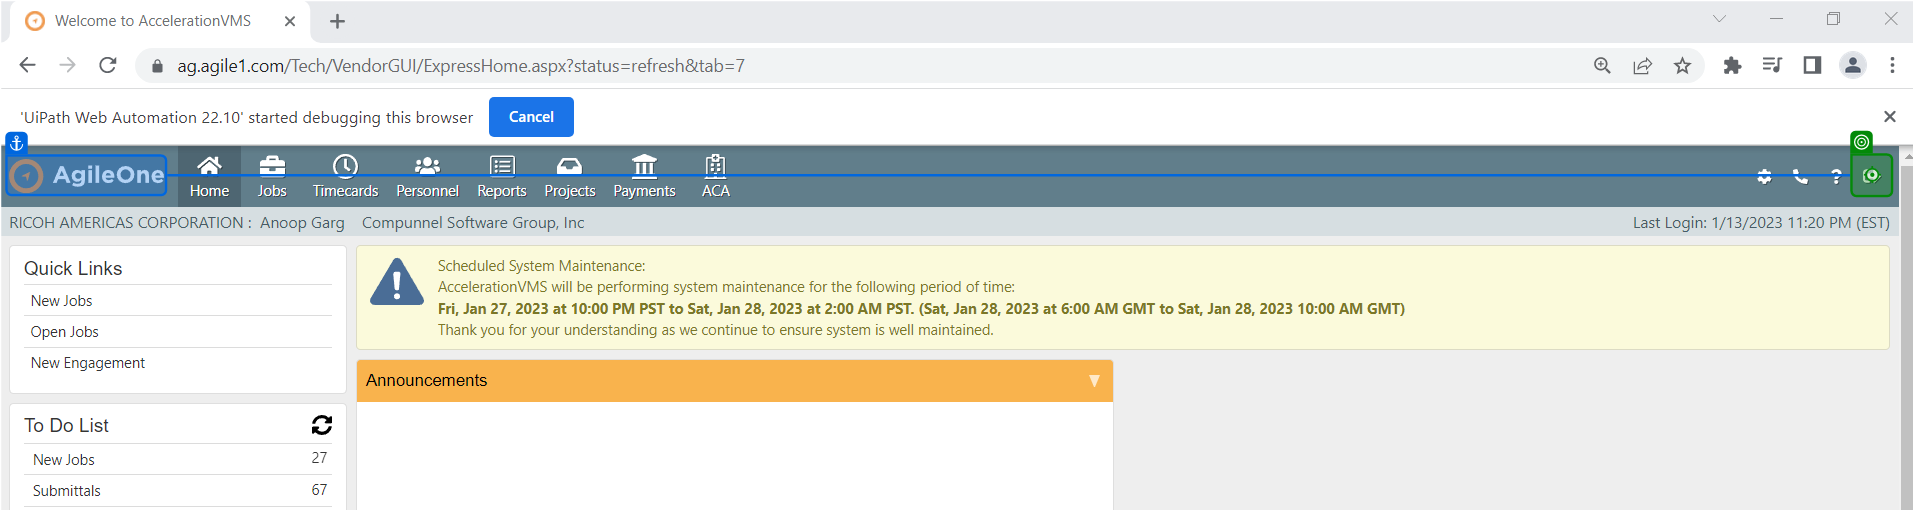 Welcome to AccelerationVMS
ag.agile1.com/Tech/VendorGUI/ExpressHome.aspx?status=refresh&tab=7
'UiPath Web Automation 22.10' started debugging this browser Cancel
AgileOne
Home Jobs Timecards Personnel Reports Projects Payments ACA
?
RICOH AMERICAS CORPORATION : Anoop Garg Compunnel Software Group, Inc Last Login: 1/13/2023 11:20 PM (EST)
Quick Links
New Jobs
Open Jobs
New Engagement
Scheduled System Maintenance:
AccelerationVMS will be performing system maintenance for the following period of time:
Fri, Jan 27, 2023 at 10:00 PM PST to Sat, Jan 28, 2023 at 2:00 AM PST. (Sat, Jan 28, 2023 at 6:00 AM GMT to Sat, Jan 28, 2023 10:00 AM GMT)
Thank you for your understanding as we continue to ensure system is well maintained.
Announcements
To Do List
New Jobs 27
Submittals 67